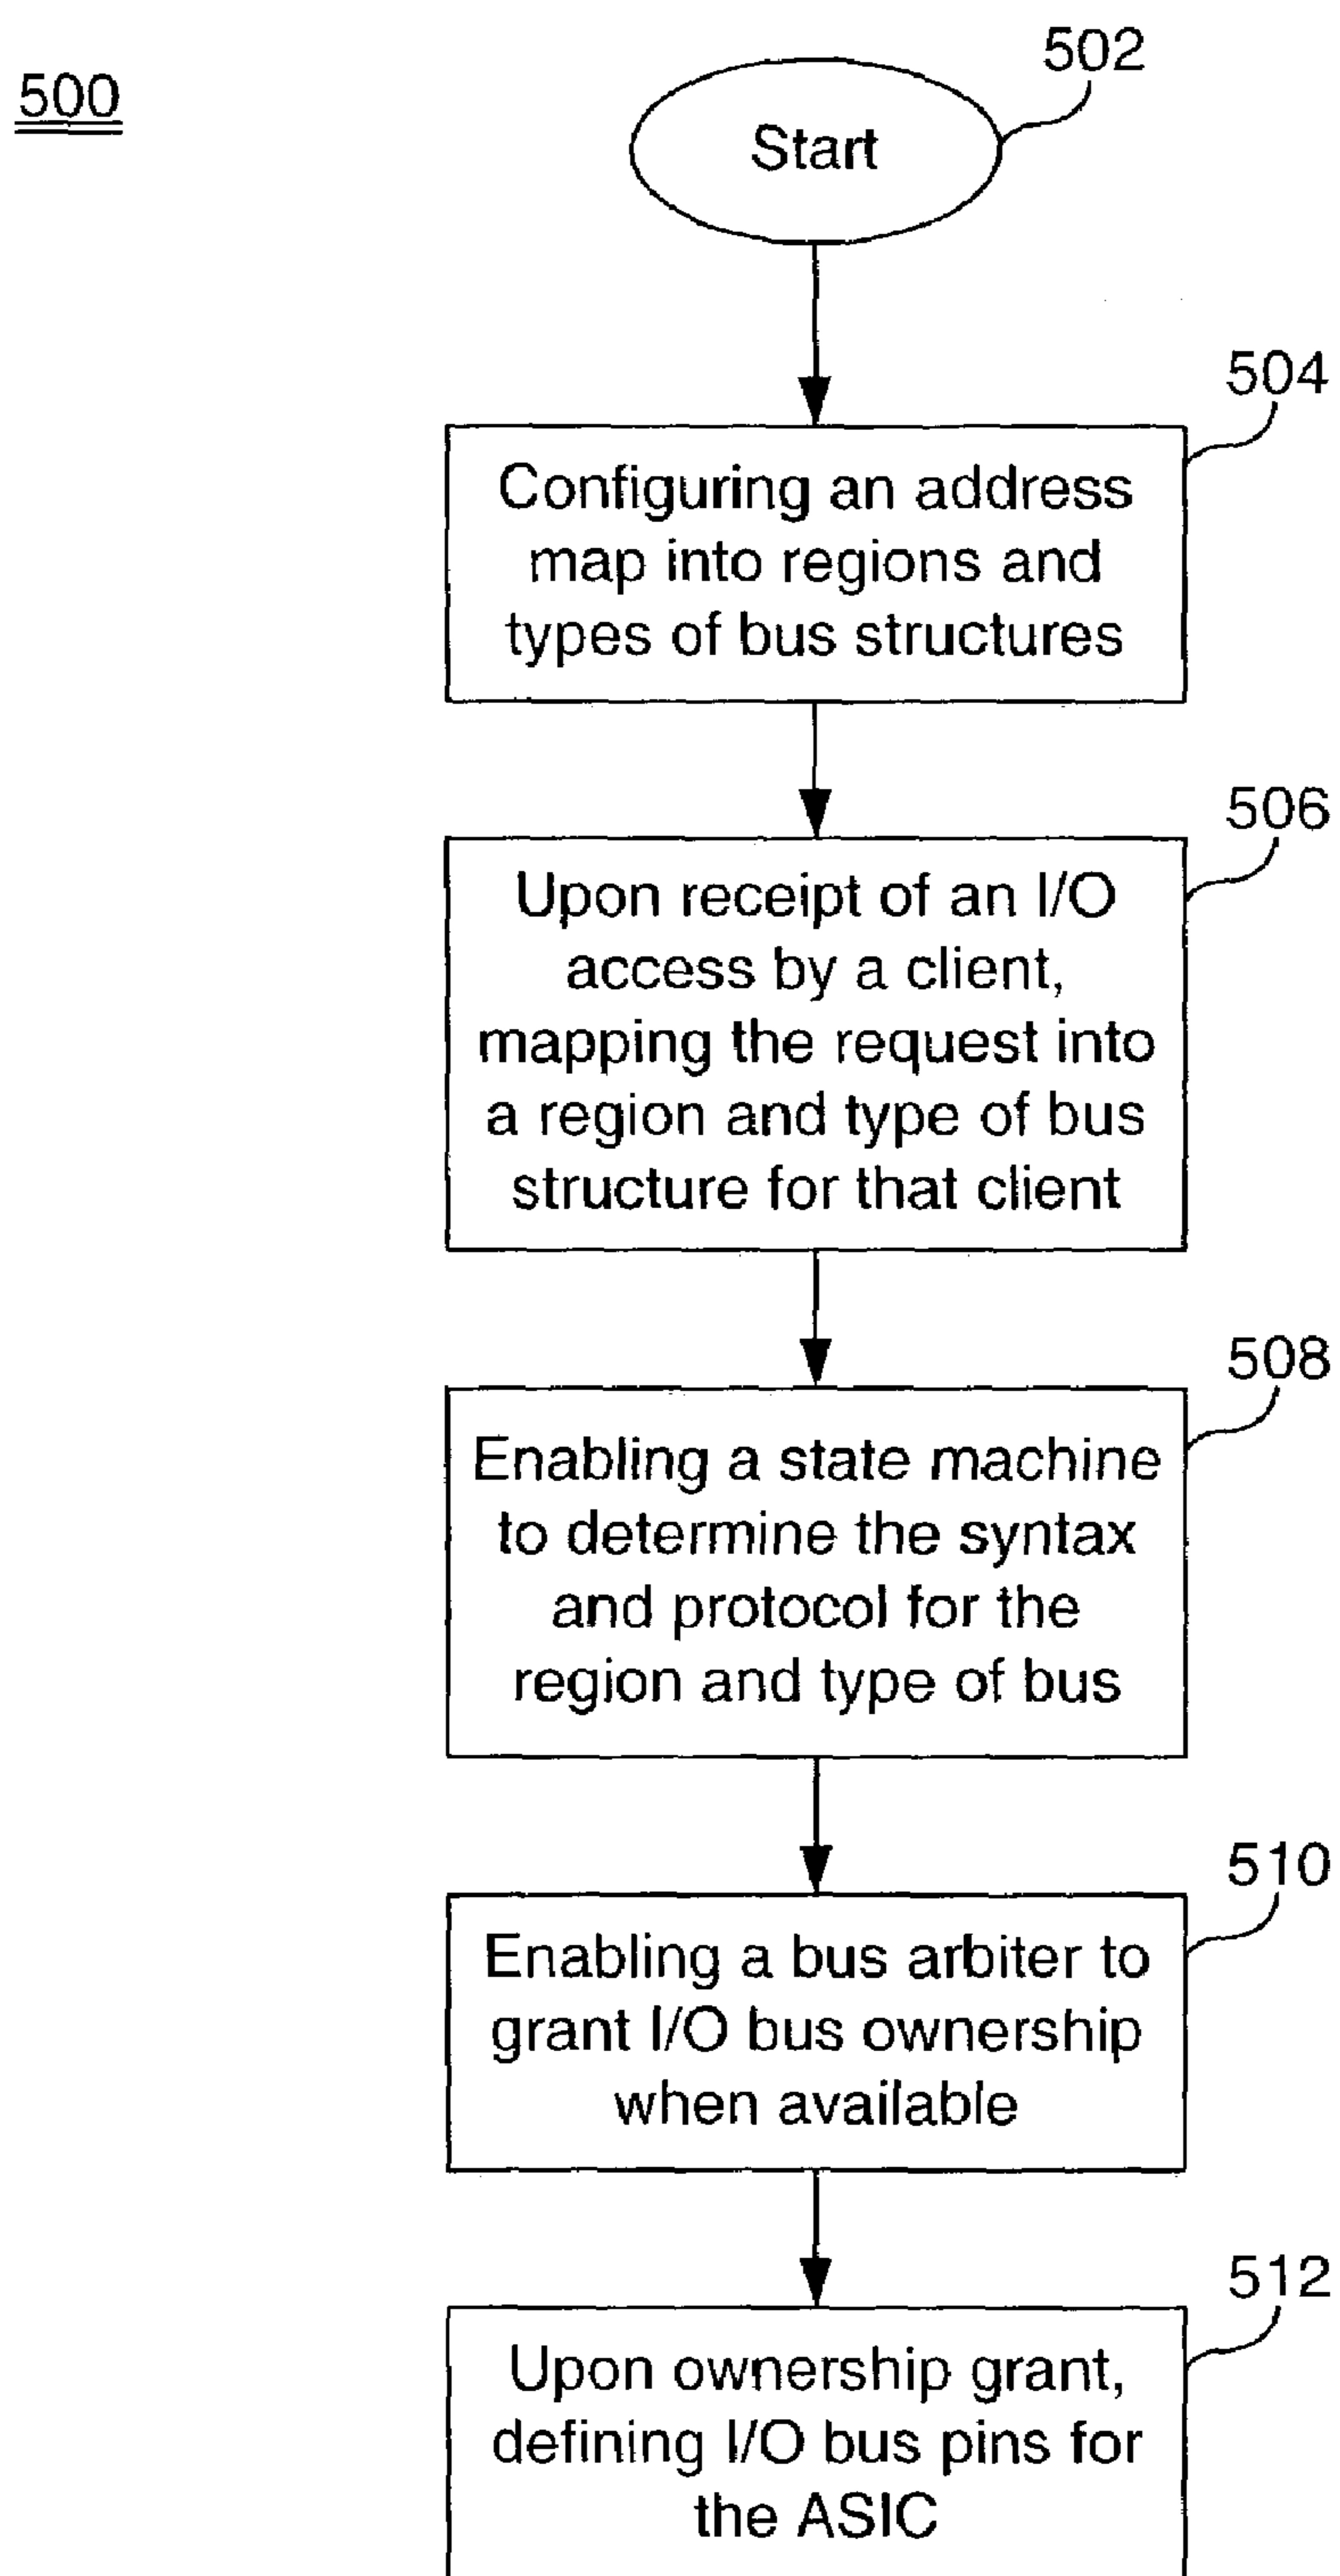 500
502
Start
504
Configuring an address
map into regions and
types of bus structures
506
Upon receipt of an I/O
access by a client,
mapping the request into
a region and type of bus
structure for that client
508
Enabling a state machine
to determine the syntax
and protocol for the
region and type of bus
510
Enabling a bus arbiter to
grant I/O bus ownership
when available
512
Upon ownership grant,
defining I/O bus pins for
the ASIC